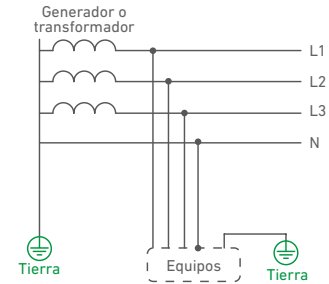 Generador o
transformador
L1
L2
L3
N
Equipos
Tierra
Tierra